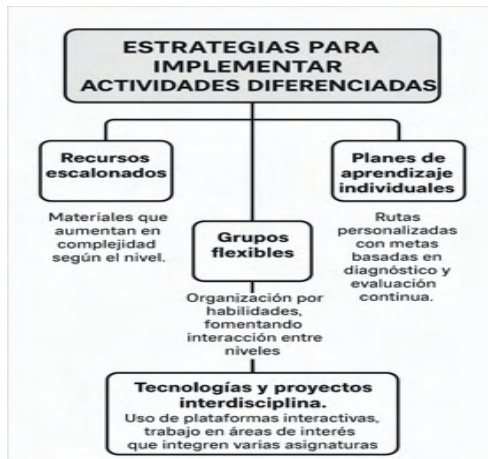 ESTRATEGIAS PARA
IMPLEMENTAR
ACTIVIDADES DIFERENCIADAS
Recursos
escalonados
Materiales que
aumentan en
complejidad
según el nivel.
Grupos
flexibles
Organización por
habilidades,
fomentando
interacción entre
niveles
Planes de
aprendizaje
individuales
Rutas
personalizadas
con metas
basadas en
diagnóstico y
evaluación
continua.
Tecnologías y proyectos
interdisciplina.
Uso de plataformas interactivas,
trabajo en áreas de interés
que integren varias asignaturas